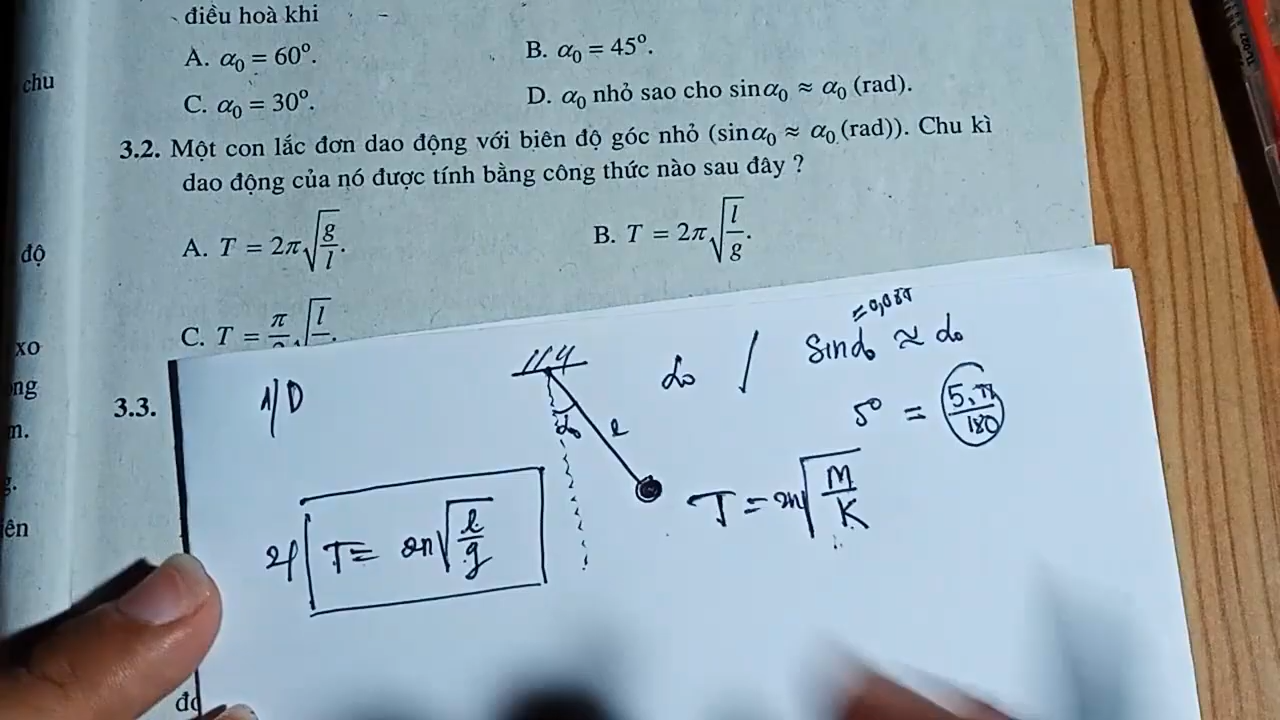 điều hoà khi
A. α₀ = 60°.
B. α₀ = 45°.
chu
C. α₀ = 30°.
D. α₀ nhỏ sao cho sinα₀ ≈ α₀ (rad).
3.2. Một con lắc đơn dao động với biên độ góc nhỏ (sinα₀ ≈ α₀ (rad)). Chu kì
dao động của nó được tính bằng công thức nào sau đây ?
độ
A. T = 2π√(g/l).
B. T = 2π√(l/g).
C. T = π/ √(l/ .
xo
ng
3.3.
m.
g.
ên
1/D
α₀
l
α₀ /
sinα₀ ≈ α₀
5° = 5.π/180
2/ T = 2π√(l/g)
T = 2π√(m/k)